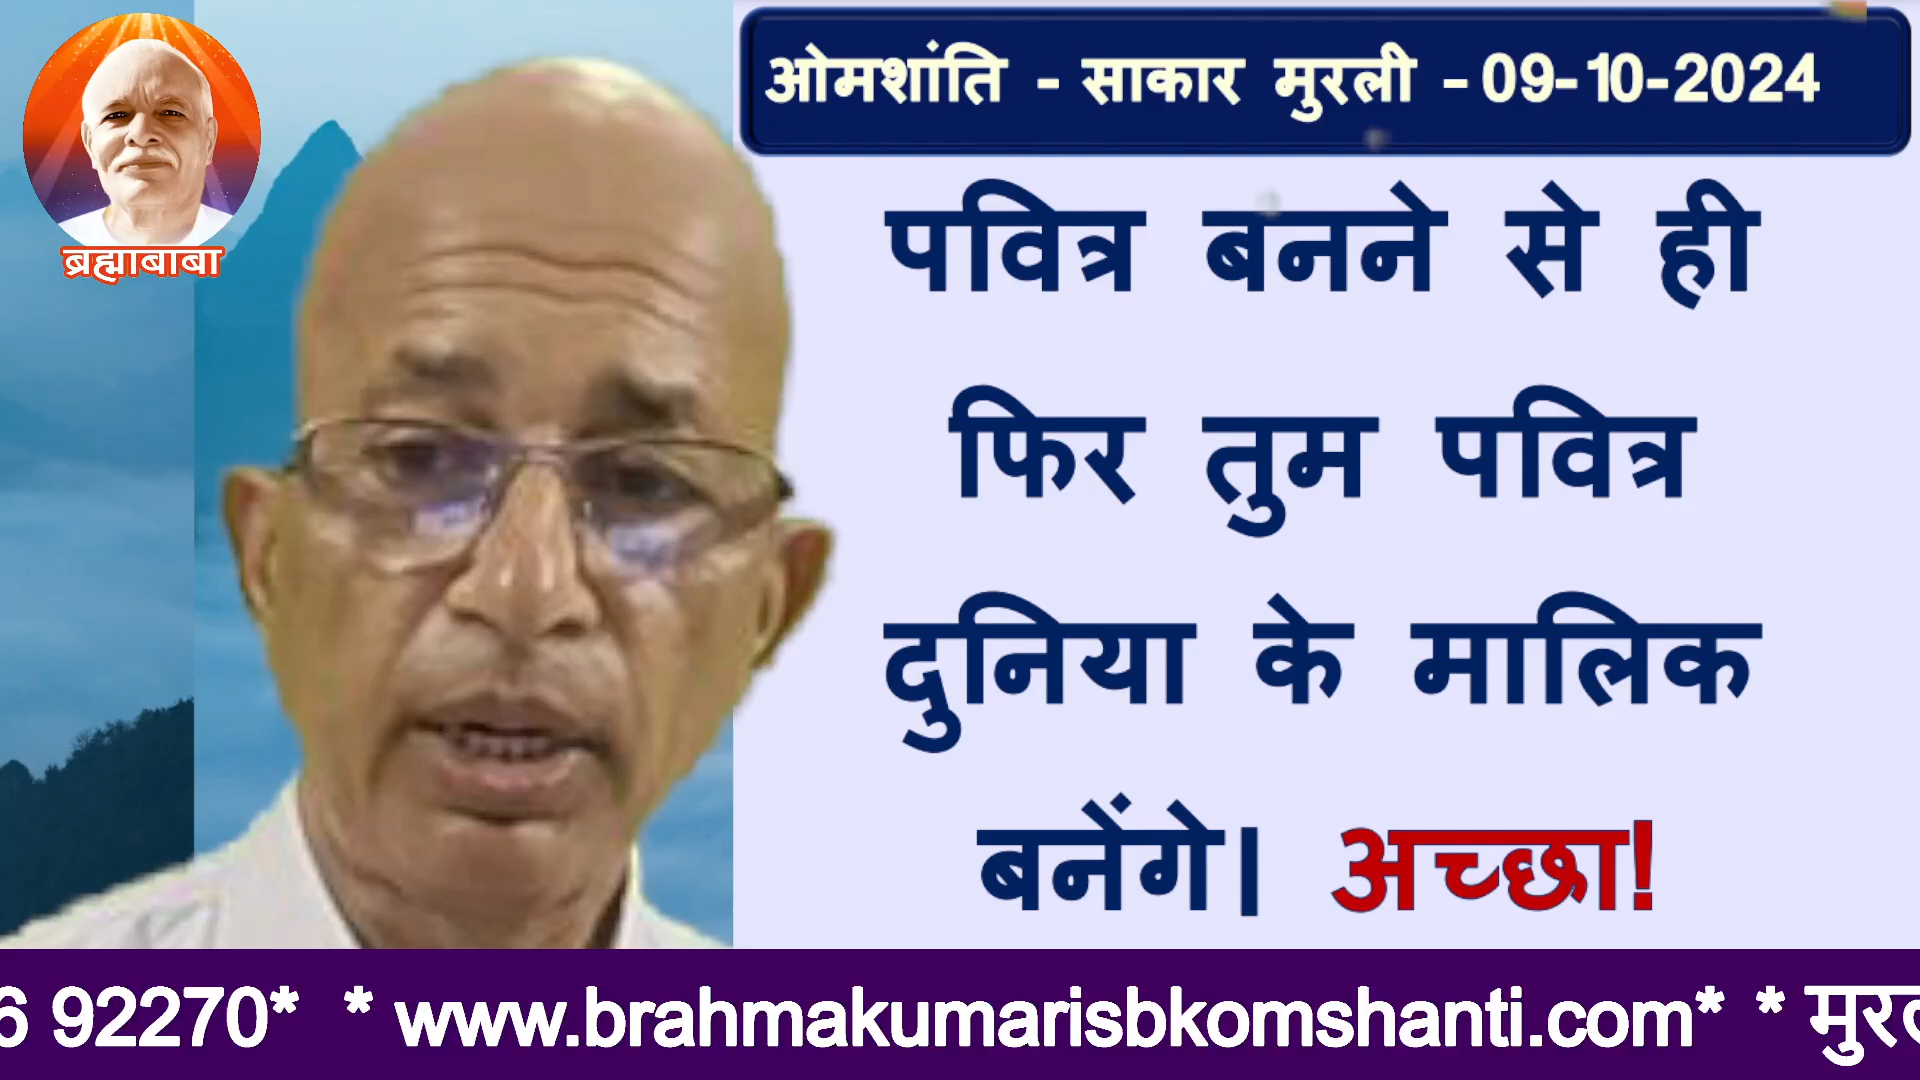 ब्रह्माबाबा
ओमशांति - साकार मुरली - 09-10-2024
पवित्र बनने से ही
फिर तुम पवित्र
दुनिया के मालिक
बनेंगे। अच्छा!
6 92270* * www.brahmakumarisbkomshanti.com* *